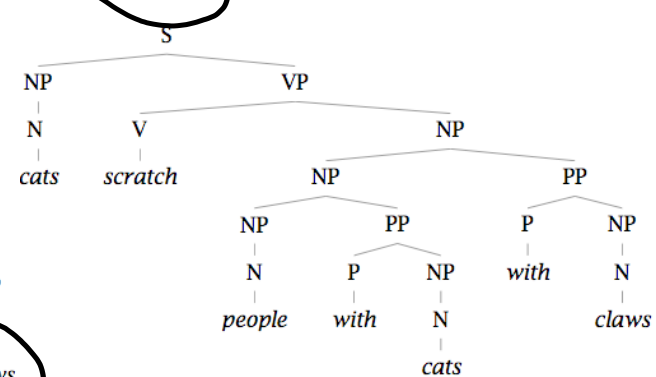 S
NP VP
N V NP
cats scratch NP PP
NP PP P NP
N P NP with N
people with N claws
cats